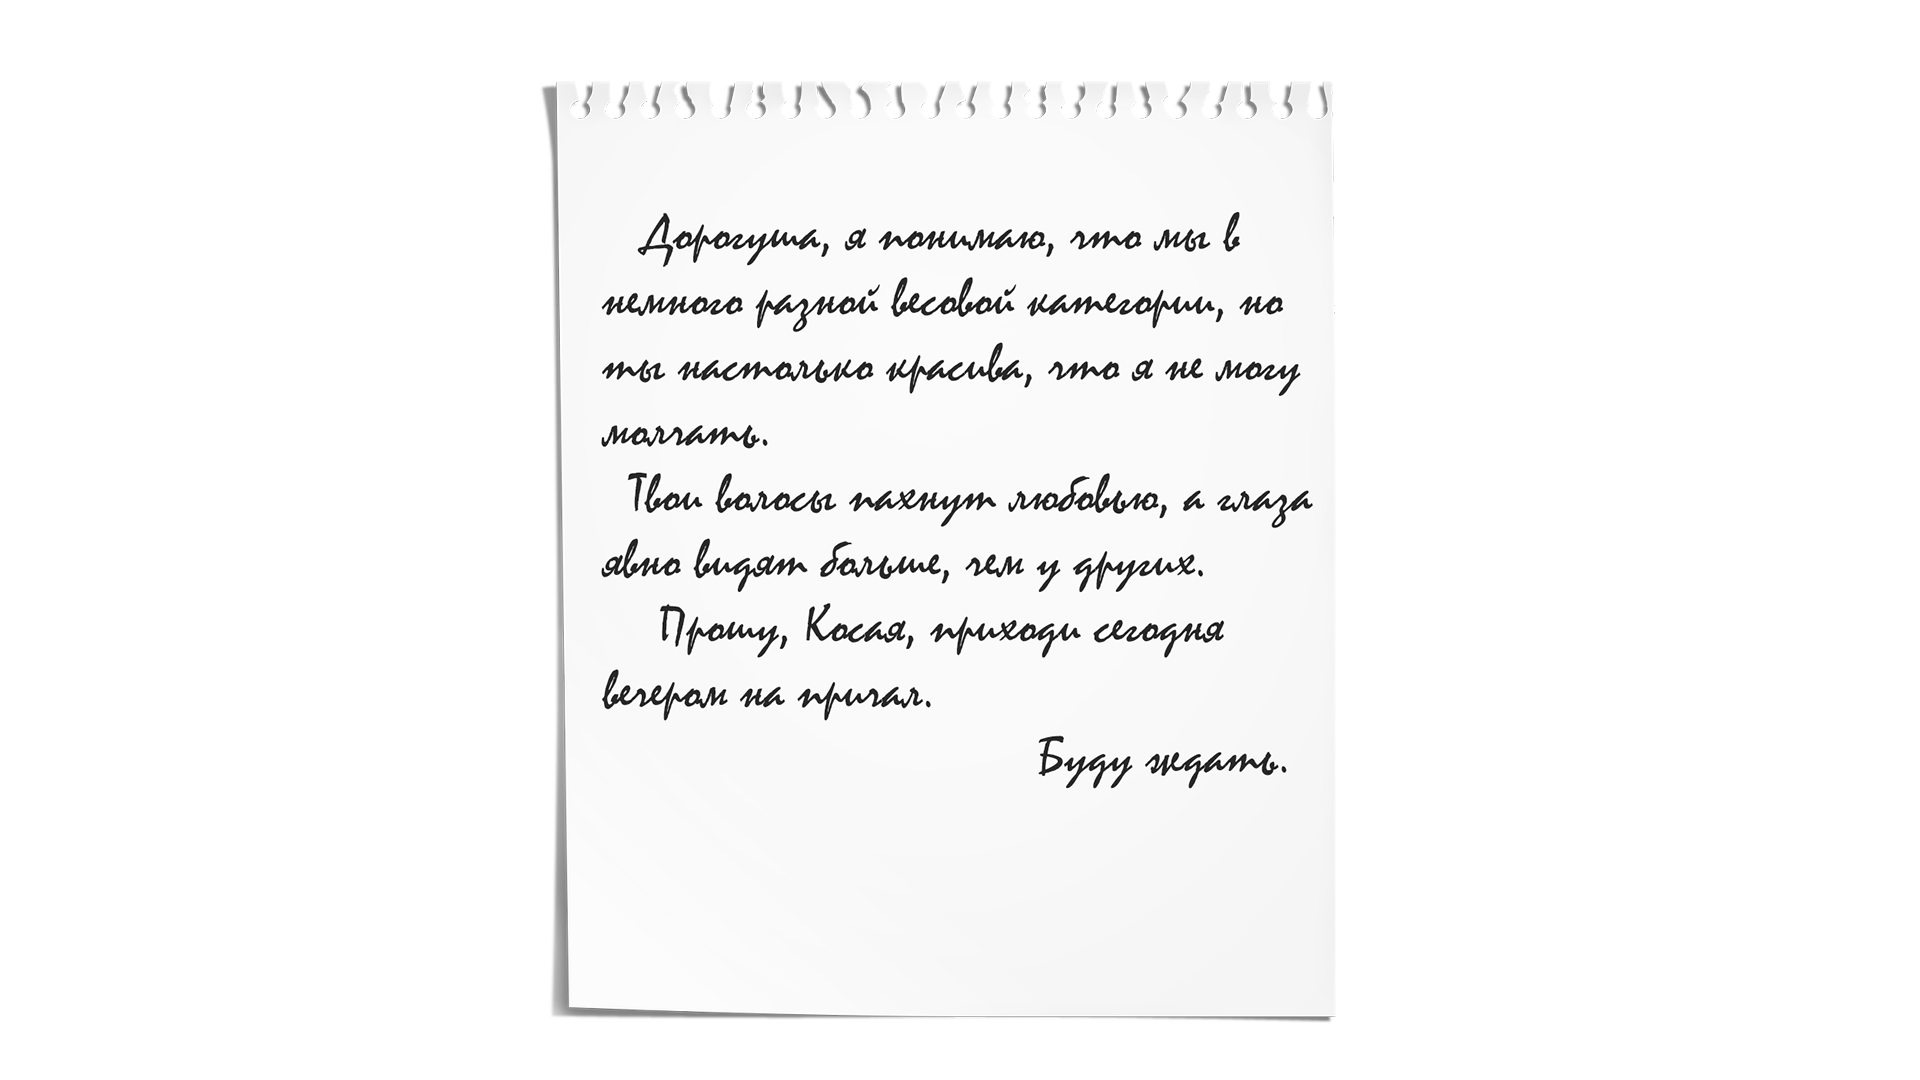 Дорогуша, я понимаю, что мы в
немного разной весовой категории, но
ты настолько красива, что я не могу
молчать.
Твои волосы пахнут любовью, а глаза
явно видят больше, чем у других.
Прошу, Косая, приходи сегодня
вечером на причал.
Буду ждать.